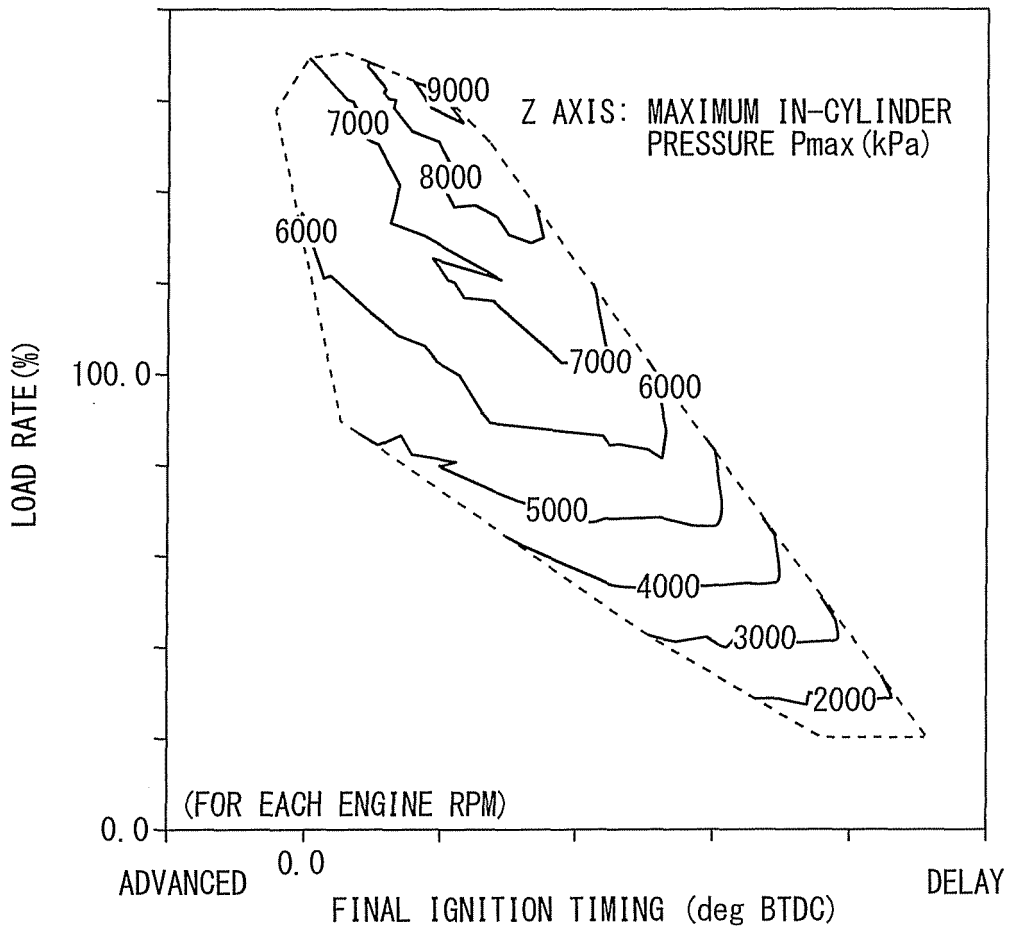 9000
Z AXIS: MAXIMUM IN-CYLINDER
PRESSURE Pmax(kPa)
7000
8000
6000
7000
6000
100.0
LOAD RATE(%)
5000
4000
3000
2000
(FOR EACH ENGINE RPM)
0.0
0.0
ADVANCED
DELAY
FINAL IGNITION TIMING (deg BTDC)